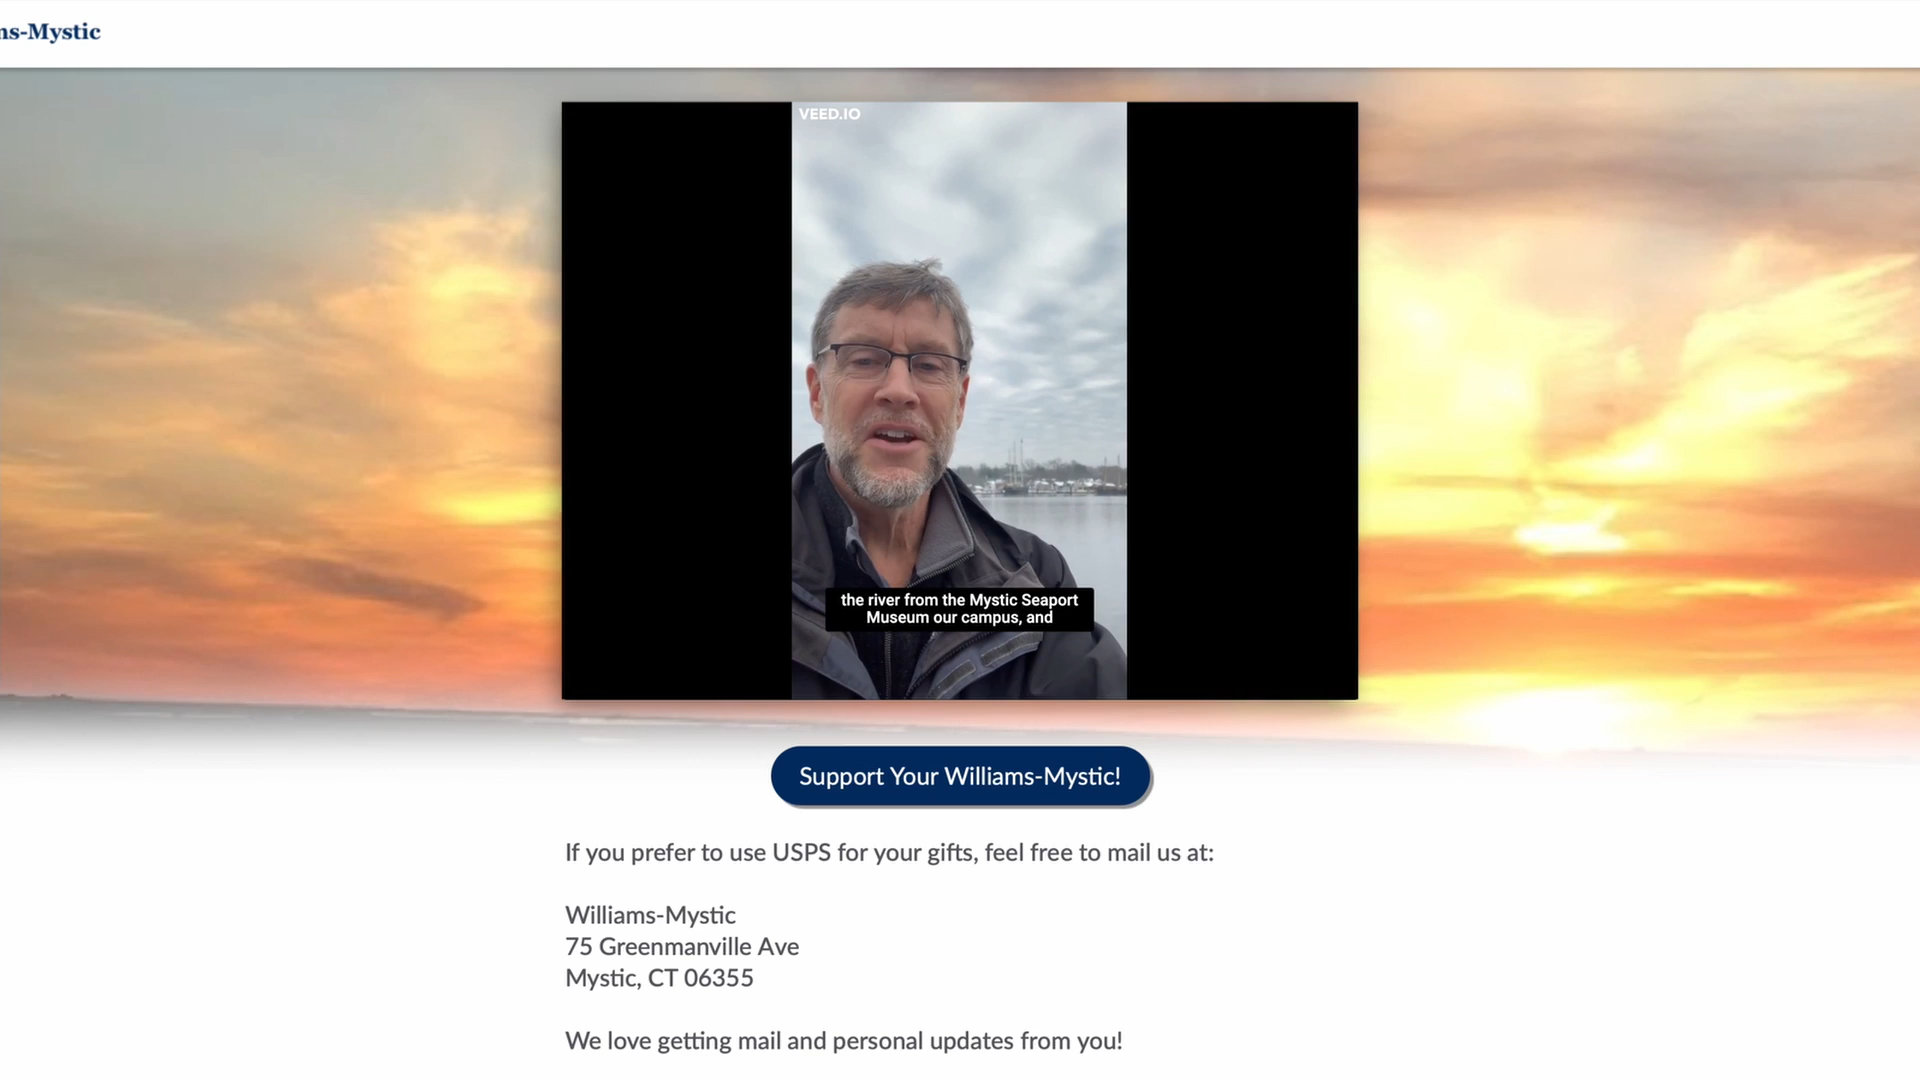 ns-Mystic
VEED.IO
the river from the Mystic Seaport
Museum our campus, and
Support Your Williams-Mystic!
If you prefer to use USPS for your gifts, feel free to mail us at:
Williams-Mystic
75 Greenmanville Ave
Mystic, CT 06355
We love getting mail and personal updates from you!